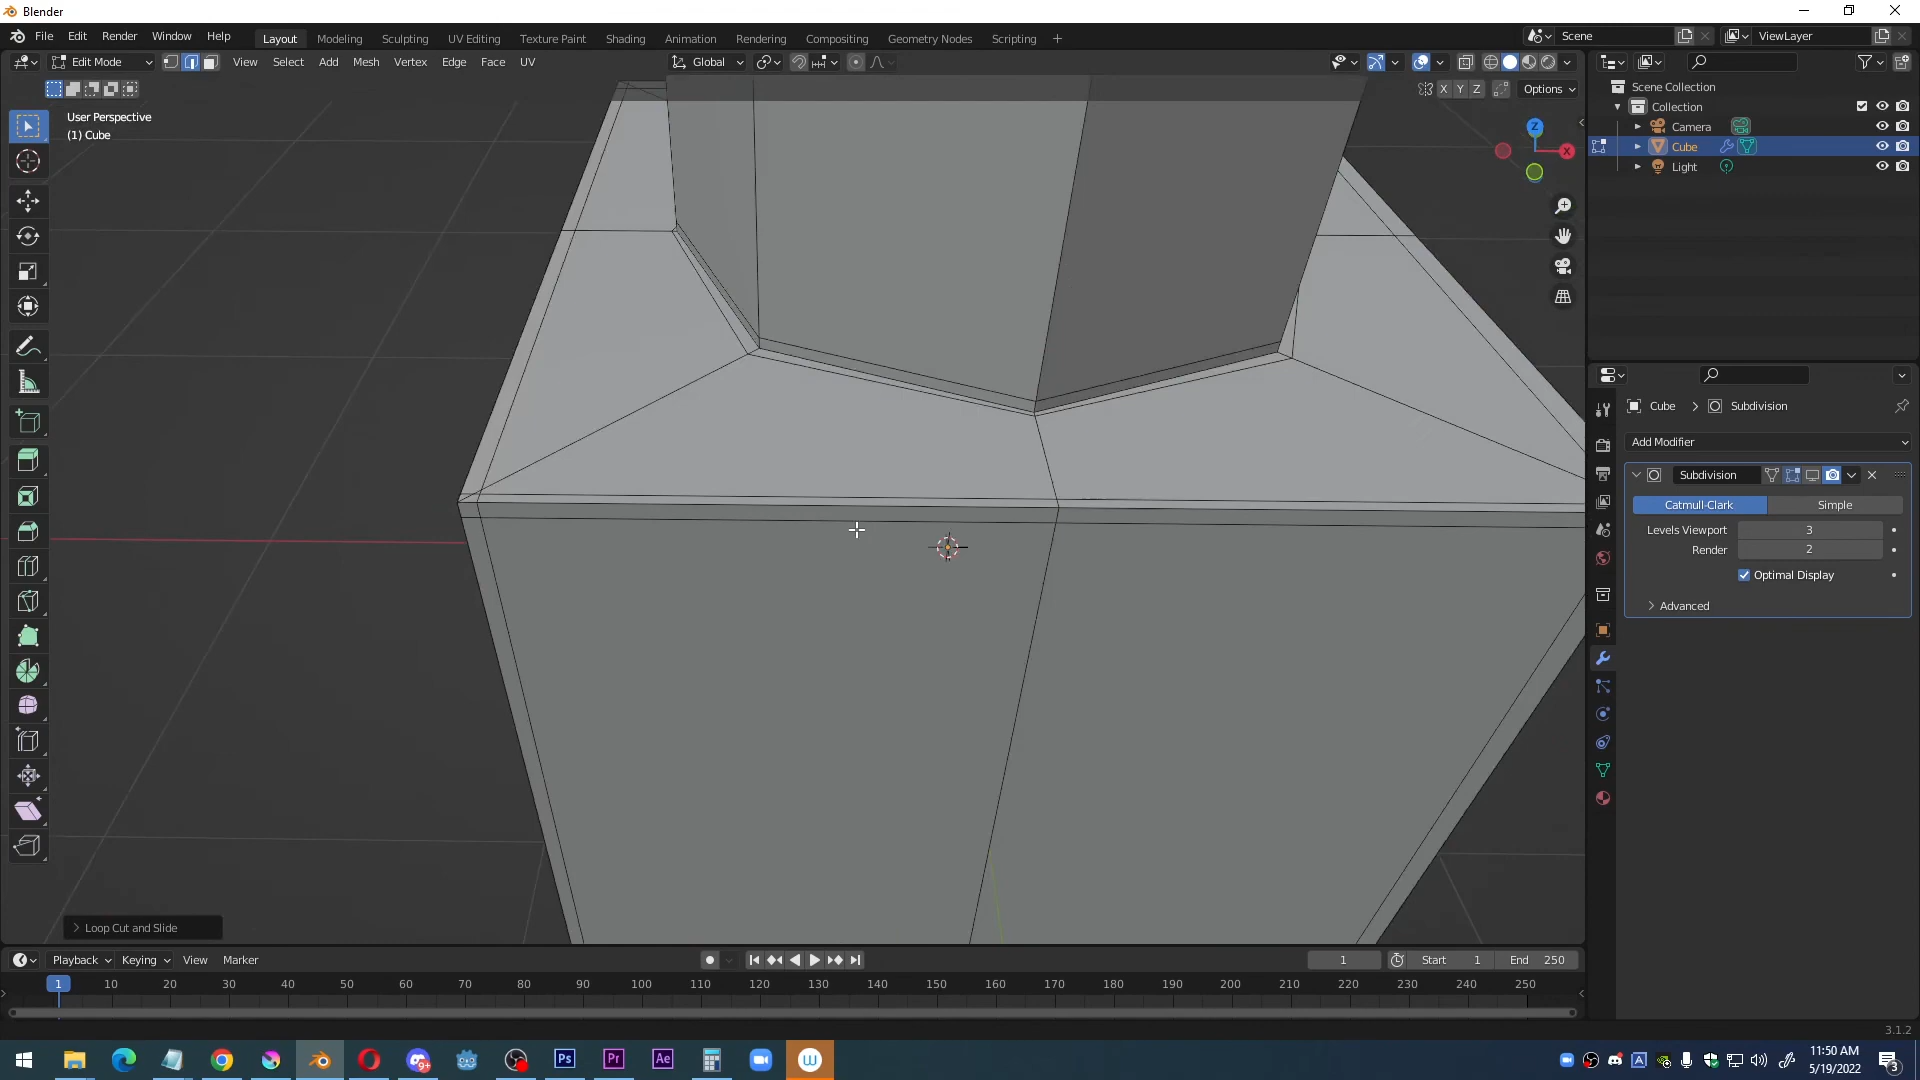 Blender
File Edit Render Window Help
Layout Modeling Sculpting UV Editing Texture Paint Shading Animation Rendering Compositing Geometry Nodes Scripting +
Scene
ViewLayer
Edit Mode
View Select Add Mesh Vertex Edge Face UV
Global
X Y Z
Options
User Perspective
(1) Cube
Z
X
Scene Collection
Collection
Camera
Cube
Light
Cube > Subdivision
Add Modifier
Subdivision
Catmull-Clark Simple
Levels Viewport 3
Render 2
Optimal Display
Advanced
Loop Cut and Slide
Playback Keying View Marker
1
Start 1
End 250
1 10 20 30 40 50 60 70 80 90 100 110 120 130 140 150 160 170 180 190 200 210 220 230 240 250
3.1.2
9+
Ps Pr Ae W
A
11:50 AM
5/19/2022
3